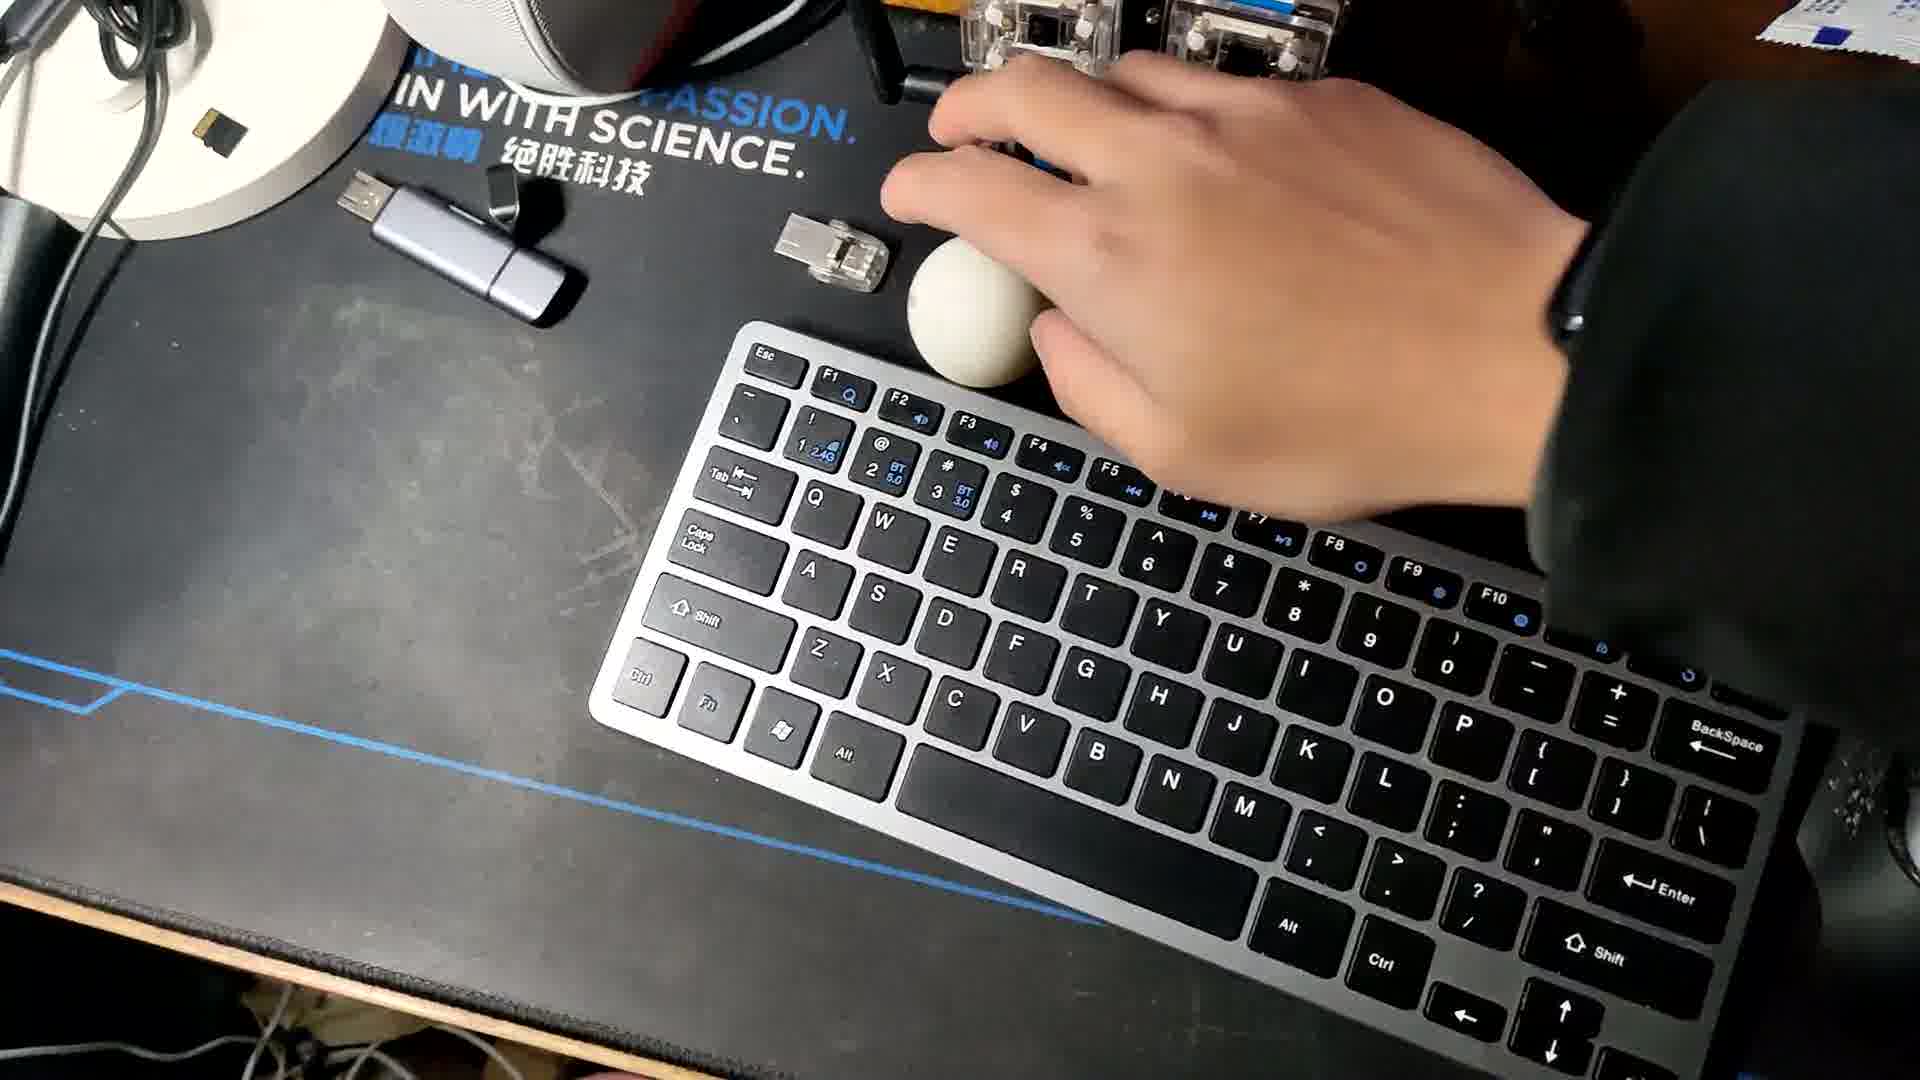 PASSION.
IN WITH SCIENCE.
绝胜科技
Esc F1 F2 F3 F4 F5 F7 F8 F9 F10
~ ` ! 1 2.4G @ 2 BT 5.0 # 3 BT 3.0 $ 4 % 5 ^ 6 & 7 * 8 ( 9 ) 0 — - + = BackSpace
Tab Q W E R T Y U I O P { [ } ] | \
Caps Lock A S D F G H J K L : ; " ' Enter
Shift Z X C V B N M < , > . ? / Shift
Ctrl Fn Alt Alt Ctrl ← ↑ ↓